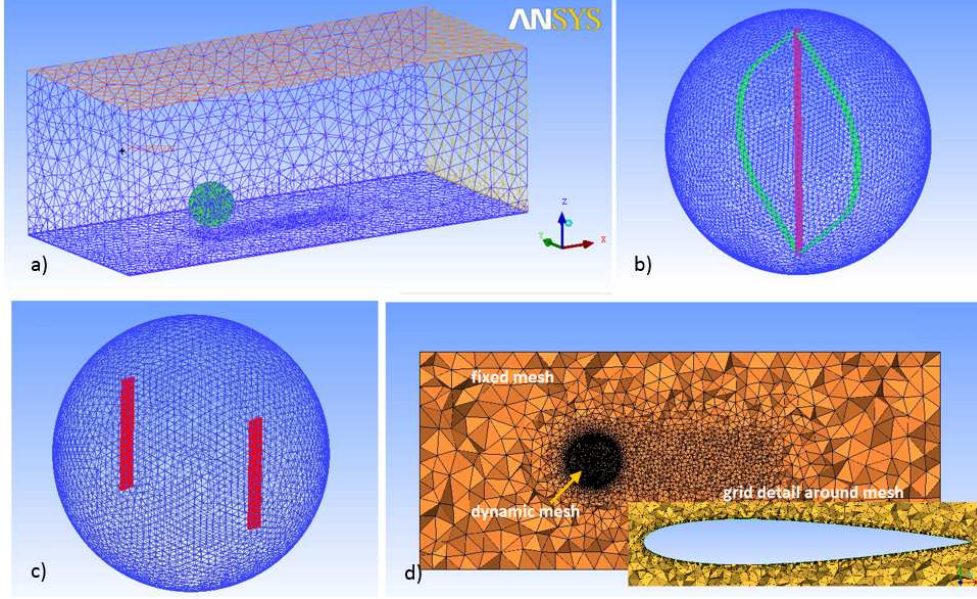 ANSYS
Z
Y
X
a)
b)
c)
fixed mesh
dynamic mesh
grid detail around mesh
d)